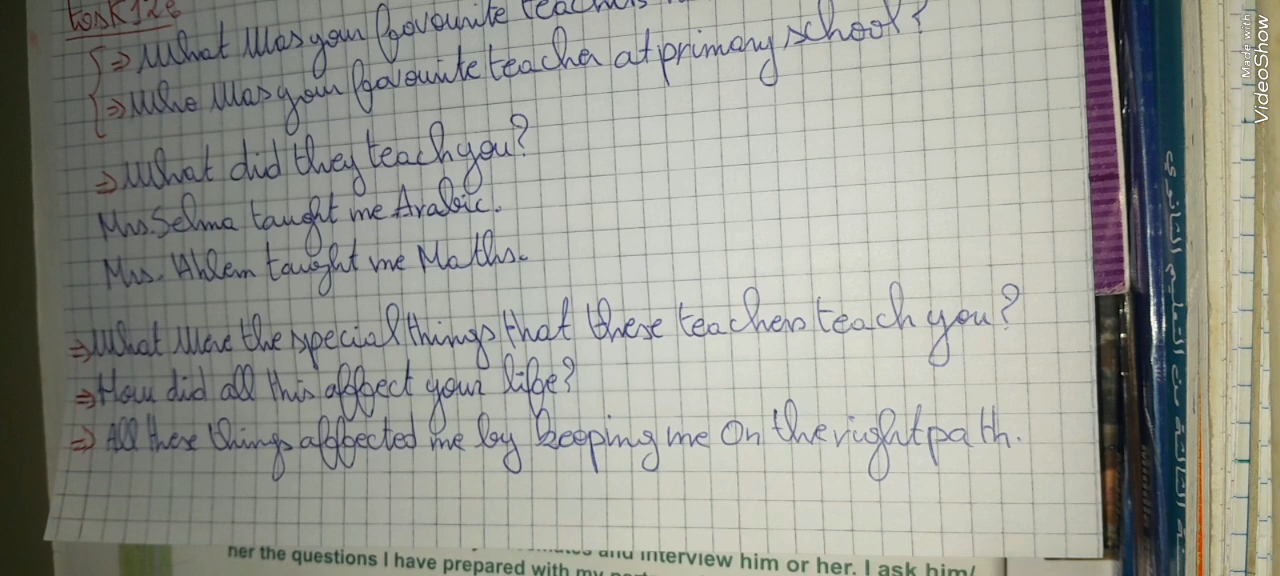 task 12:
⇒ What was your favourite teachers
⇒ Who was your favourite teacher at primary school?
⇒ What did they teach you?
Mrs. Selma taught me Arabic.
Mrs. Ahlem taught me Maths.
⇒ What were the special things that these teachers teach you?
⇒ How did all this affect your life?
⇒ All these things affected me by keeping me On the right path.
and interview him or her. I ask him/
her the questions I have prepared with my
Made with
VideoShow